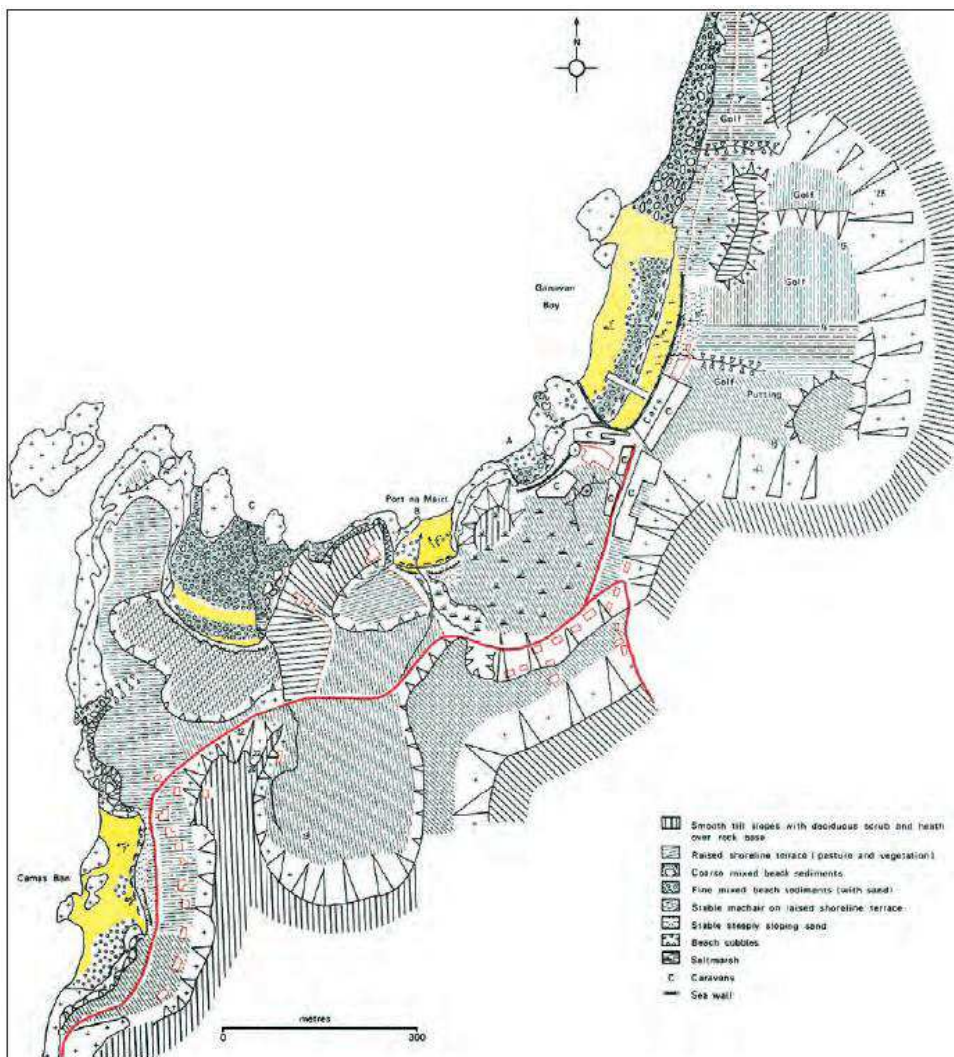 N
Golf
Golf
Golf
Ganavan
Bay
Golf
Putting
Cars
C
C
C
C
C
C
A
Port na Mairt
B
C
Camas Ban
metres
0
300
Smooth till slopes with deciduous scrub and heath
over rock base
Raised shoreline terrace (pasture and vegetation)
Coarse mixed beach sediments
Fine mixed beach sediments (with sand)
Stable machair on raised shoreline terrace
Stable steeply sloping sand
Beach cobbles
Saltmarsh
C Caravans
Sea wall